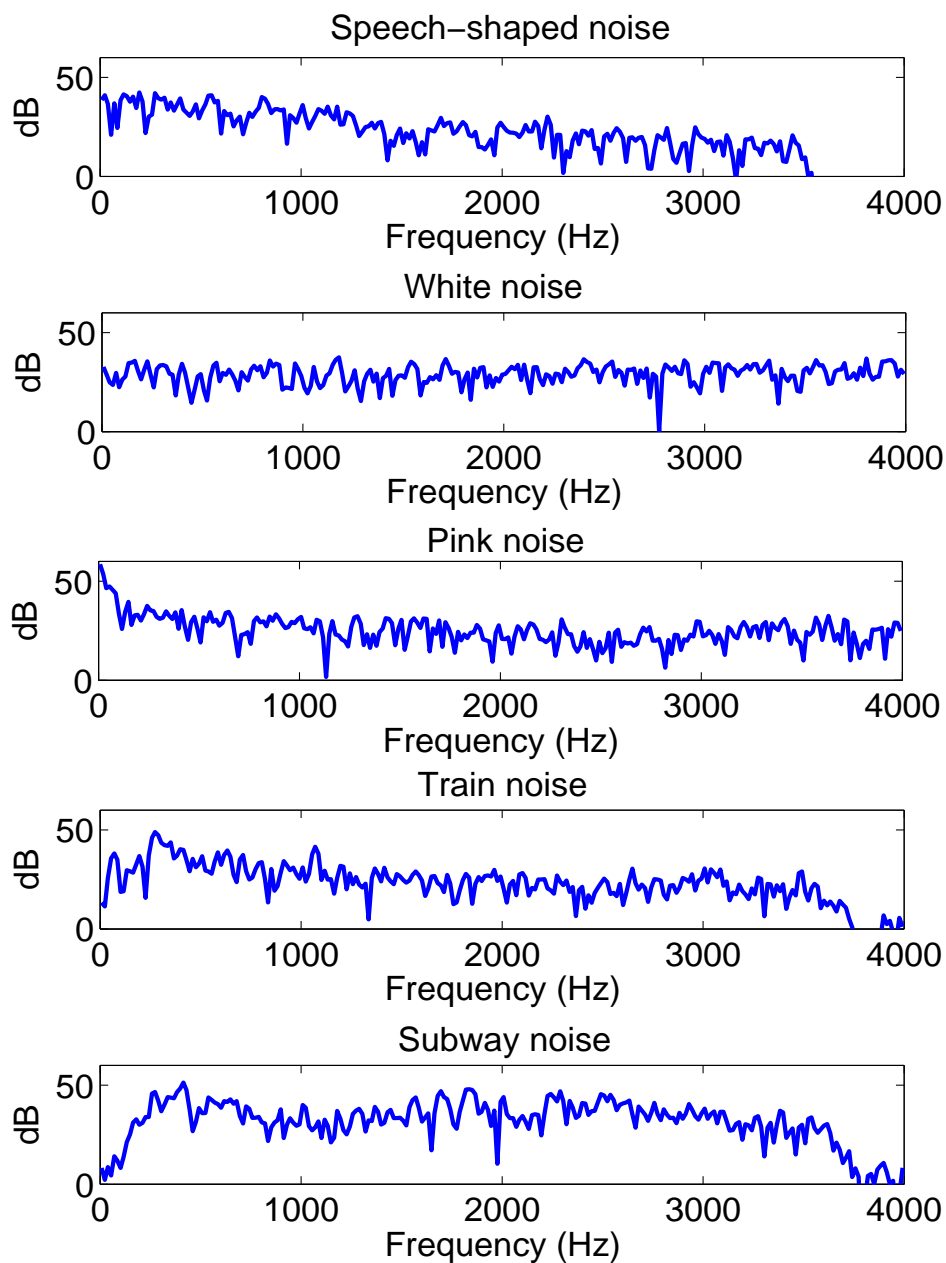 Speech−shaped noise
dB
50
0
0 1000 2000 3000 4000
Frequency (Hz)
White noise
dB
50
0
0 1000 2000 3000 4000
Frequency (Hz)
Pink noise
dB
50
0
0 1000 2000 3000 4000
Frequency (Hz)
Train noise
dB
50
0
0 1000 2000 3000 4000
Frequency (Hz)
Subway noise
dB
50
0
0 1000 2000 3000 4000
Frequency (Hz)